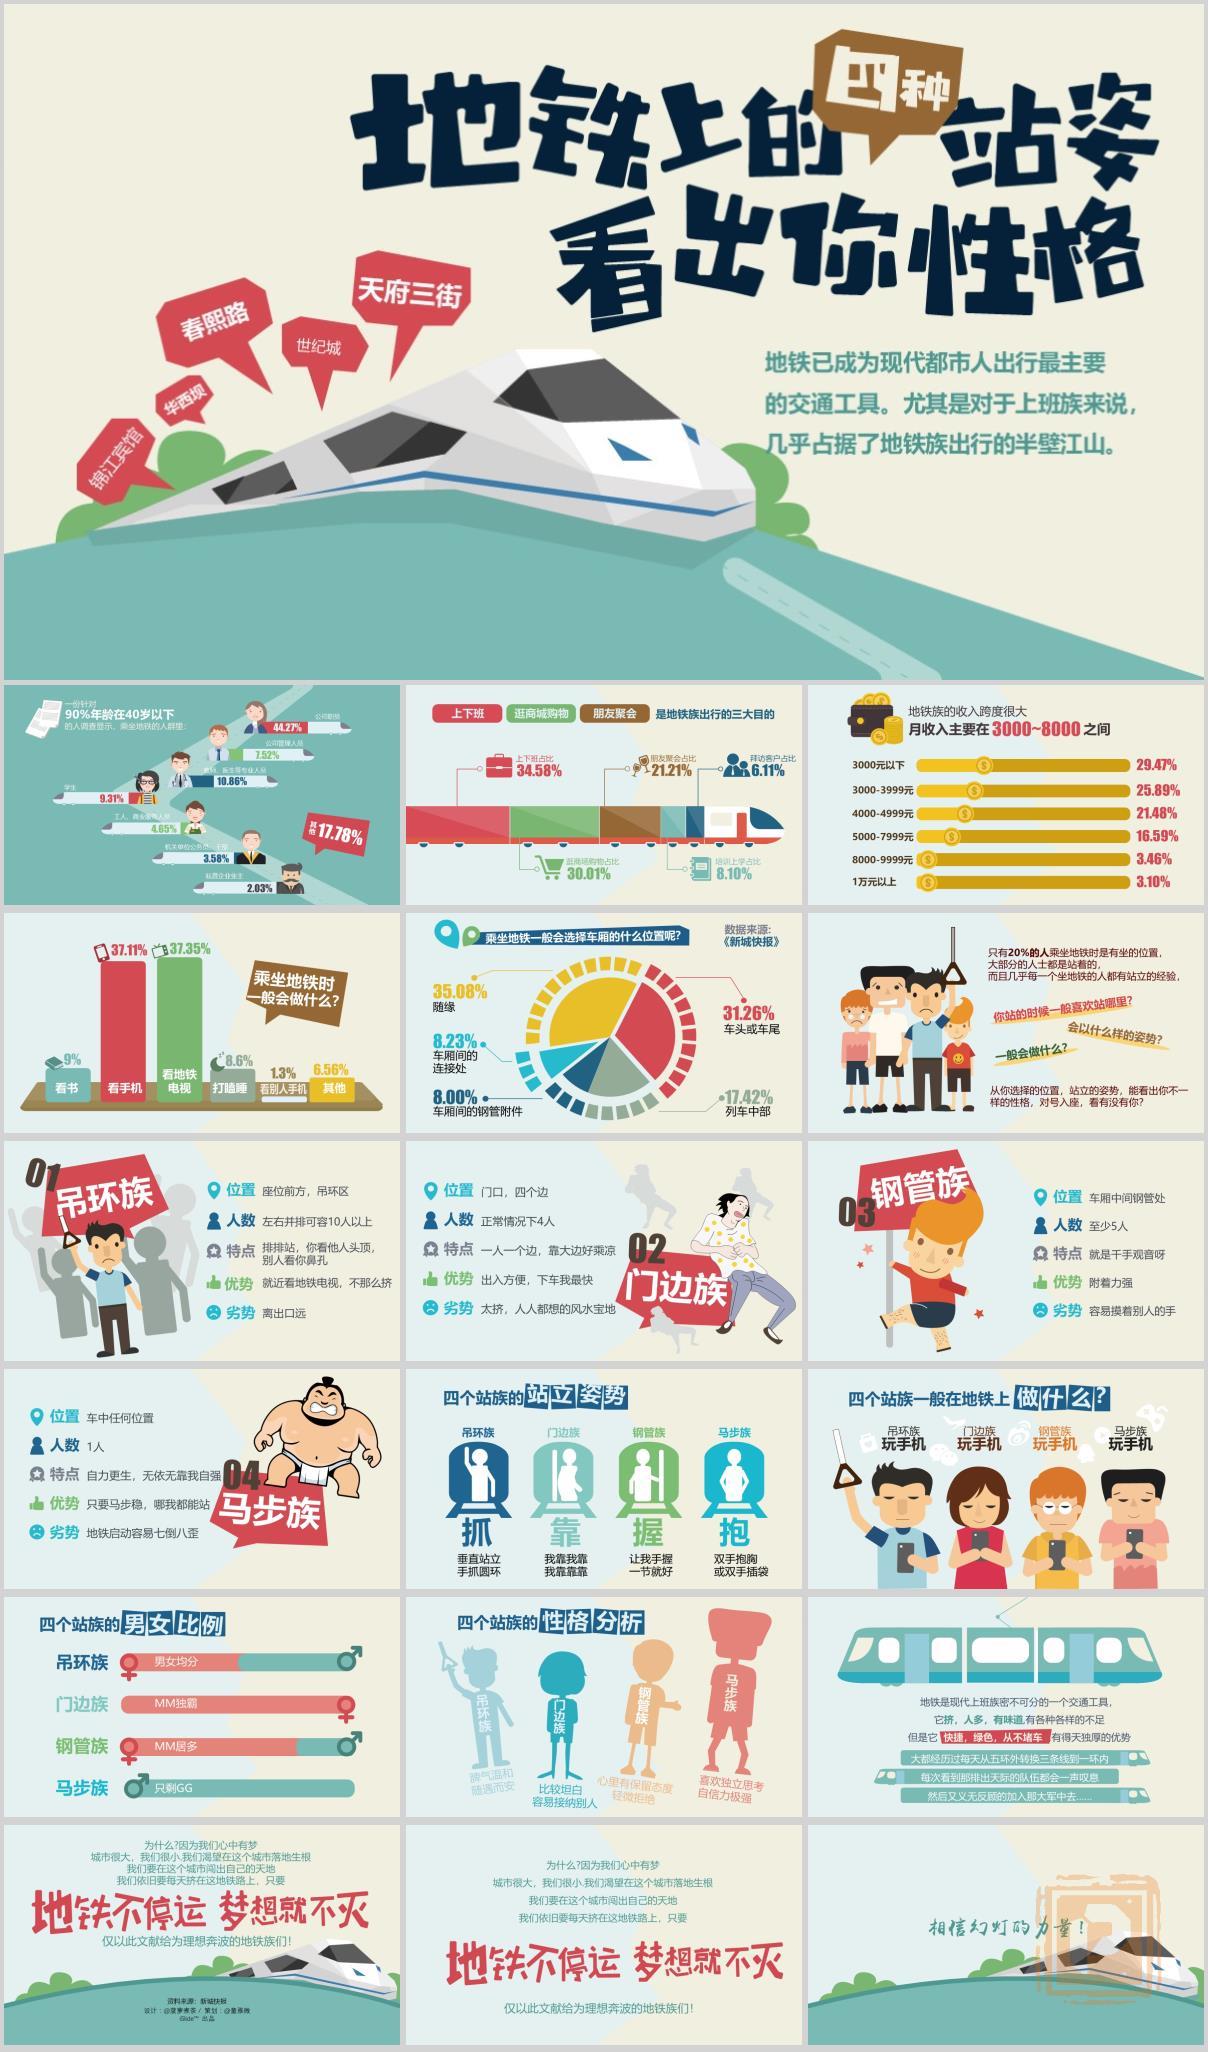 地铁上的四种站姿
看出你性格
天府三街
春熙路
世纪城
华西坝
锦江宾馆
地铁已成为现代都市人出行最主要
的交通工具。尤其是对于上班族来说，
几乎占据了地铁族出行的半壁江山。
一份针对
90%年龄在40岁以下
的人调查显示，乘坐地铁的人群里:
公司职员
44.27%
公司管理人员
7.52%
教师、医生等专业人员
10.86%
学生
9.31%
工人、商业服务人员
4.65%
机关单位公务员、干部
3.58%
私营企业业主
2.03%
其他 17.78%
上下班 逛商城购物 朋友聚会 是地铁族出行的三大目的
上下班占比
34.58%
朋友聚会占比
21.21%
拜访客户占比
6.11%
逛商场购物占比
30.01%
培训上学占比
8.10%
地铁族的收入跨度很大
月收入主要在 3000~8000 之间
3000元以下 29.47%
3000-3999元 25.89%
4000-4999元 21.48%
5000-7999元 16.59%
8000-9999元 3.46%
1万元以上 3.10%
37.11% 37.35%
乘坐地铁时
一般会做什么?
9% 8.6% 1.3% 6.56%
看书 看手机 看地铁电视 打瞌睡 看别人手机 其他
乘坐地铁一般会选择车厢的什么位置呢?
数据来源:
《新城快报》
35.08%
随缘
31.26%
车头或车尾
8.23%
车厢间的
连接处
8.00%
车厢间的钢管附件
17.42%
列车中部
只有20%的人乘坐地铁时是有坐的位置，
大部分的人士都是站着的，
而且几乎每一个坐地铁的人都有站立的经验，
你站的时候一般喜欢站哪里?
会以什么样的姿势?
一般会做什么?
从你选择的位置，站立的姿势，能看出你不一
样的性格，对号入座，看有没有你?
01
吊环族
位置 座位前方，吊环区
人数 左右并排可容10人以上
特点 排排站，你看他人头顶，
别人看你鼻孔
优势 就近看地铁电视，不那么挤
劣势 离出口远
位置 门口，四个边
人数 正常情况下4人
特点 一人一个边，靠大边好乘凉
优势 出入方便，下车我最快
劣势 太挤，人人都想的风水宝地
02
门边族
03
钢管族
位置 车厢中间钢管处
人数 至少5人
特点 就是千手观音呀
优势 附着力强
劣势 容易摸着别人的手
位置 车中任何位置
人数 1人
特点 自力更生，无依无靠我自强
优势 只要马步稳，哪我都能站
劣势 地铁启动容易七倒八歪
04
马步族
四个站族的站立姿势
吊环族 门边族 钢管族 马步族
抓 靠 握 抱
垂直站立 我靠我靠 让我手握 双手抱胸
手抓圆环 我靠靠靠 一节就好 或双手插袋
四个站族一般在地铁上做什么?
吊环族 门边族 钢管族 马步族
玩手机 玩手机 玩手机 玩手机
四个站族的男女比例
吊环族 男女均分
门边族 MM独霸
钢管族 MM居多
马步族 只剩GG
四个站族的性格分析
吊环族 门边族 钢管族 马步族
脾气温和
随遇而安
比较坦白
容易接纳别人
心里有保留态度
轻微拒绝
喜欢独立思考
自信力极强
地铁是现代上班族密不可分的一个交通工具，
它挤，人多，有味道,有各种各样的不足
但是它 快捷，绿色，从不堵车 有得天独厚的优势
大都经历过每天从五环外转换三条线到一环内
每次看到那排出天际的队伍都会一声叹息
然后又义无反顾的加入那大军中去......
为什么?因为我们心中有梦
城市很大，我们很小.我们渴望在这个城市落地生根
我们要在这个城市闯出自己的天地
我们依旧要每天挤在这地铁路上，只要
地铁不停运 梦想就不灭
仅以此文献给为理想奔波的地铁族们!
资料来源：新城快报
iSlide™ 出品
为什么?因为我们心中有梦
城市很大，我们很小.我们渴望在这个城市落地生根
我们要在这个城市闯出自己的天地
我们依旧要每天挤在这地铁路上，只要
地铁不停运 梦想就不灭
仅以此文献给为理想奔波的地铁族们!
相信幻灯的力量!